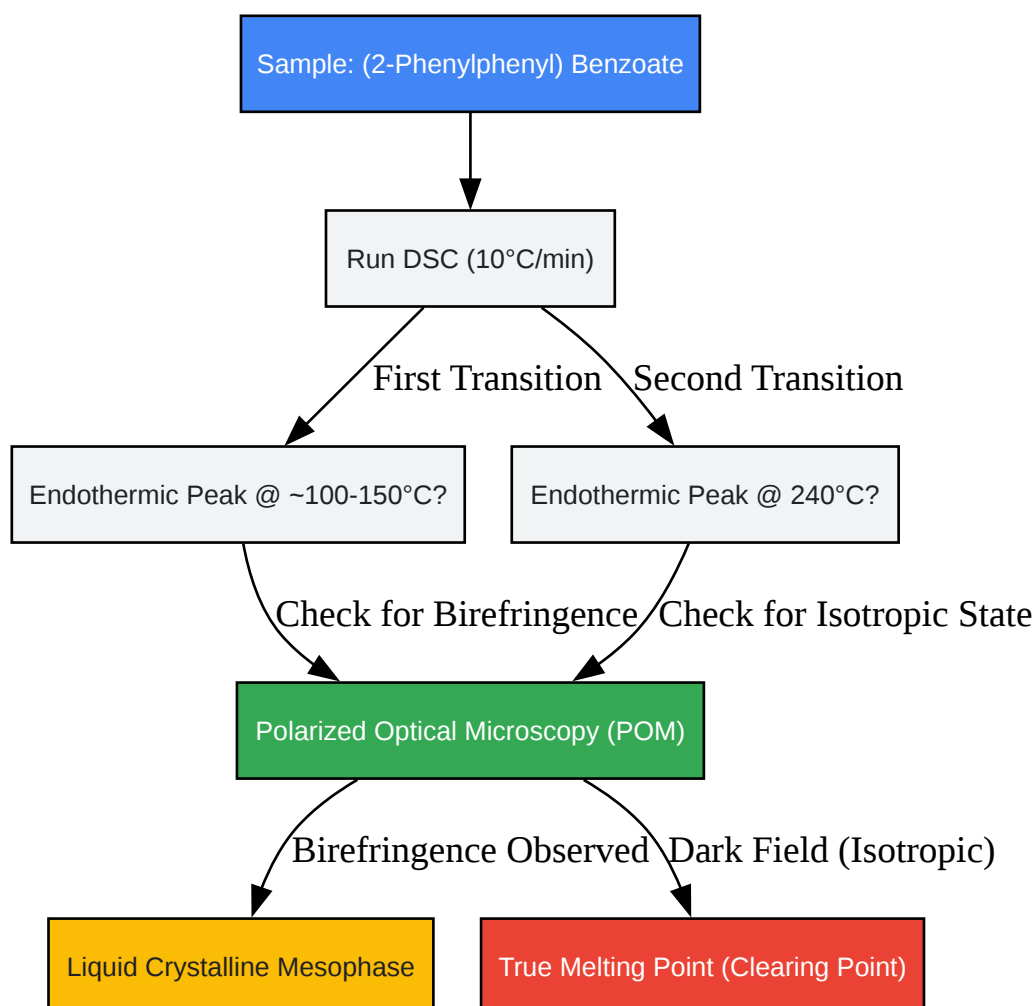 Sample: (2-Phenylphenyl) Benzoate
Run DSC (10°C/min)
First Transition
Second Transition
Endothermic Peak @ ~100-150°C?
Endothermic Peak @ 240°C?
Check for Birefringence
Check for Isotropic State
Polarized Optical Microscopy (POM)
Birefringence Observed
Dark Field (Isotropic)
Liquid Crystalline Mesophase
True Melting Point (Clearing Point)